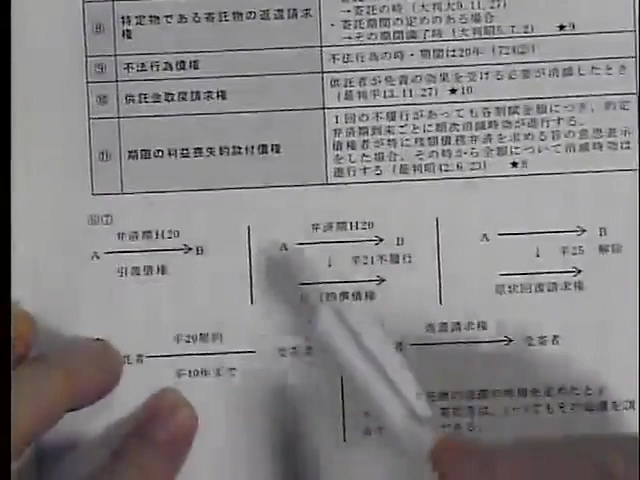 ⑧ 特定物である寄託物の返還請求権
→寄託の時(大判大9.11.27)
・寄託期間の定めのある場合
→その期間満了時(大判昭5.7.2) ★9
⑨ 不法行為債権
不法行為の時・期間は20年(724②)
⑩ 供託金取戻請求権
供託者が免責の効果を受ける必要が消滅したとき
(最判平13.11.27) ★10
⑪ 期限の利益喪失約款付債権
1回の不履行があっても各割賦金額につき、約定
弁済期到来ごとに順次消滅時効が進行する。
債権者が特に残額債務弁済を求める旨の意思表示
をした場合、その時から全額について消滅時効は
進行する(最判昭42.6.23) ★8
⑥⑦
弁済期H20
A → B
引渡債権
弁済期H20
A → B
↓ 平21不履行
償債権
A → B
↓ 平25 解除
原状回復請求権
託者 平20契約 受寄者
平10年まで
返還請求権
者 → 受寄者